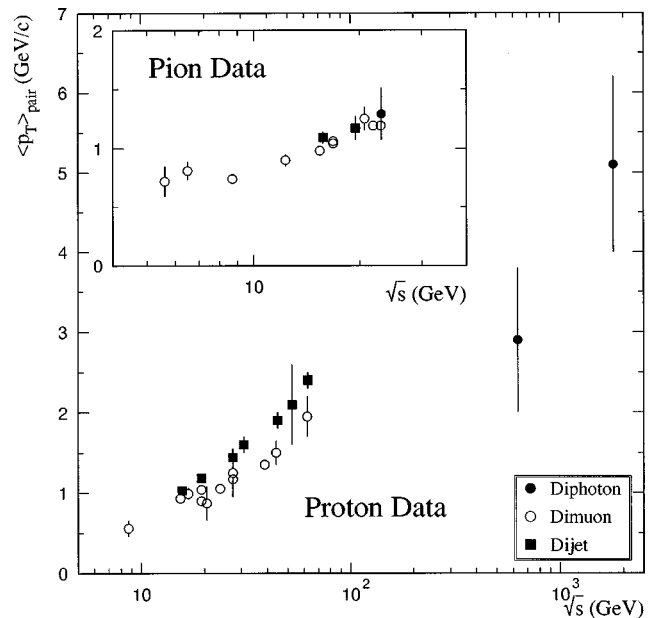 <p_T>_pair (GeV/c)
7
6
5
4
3
2
1
0
Pion Data
2
1
0
10
√s (GeV)
Proton Data
Diphoton
Dimuon
Dijet
10
10²
10³
√s (GeV)